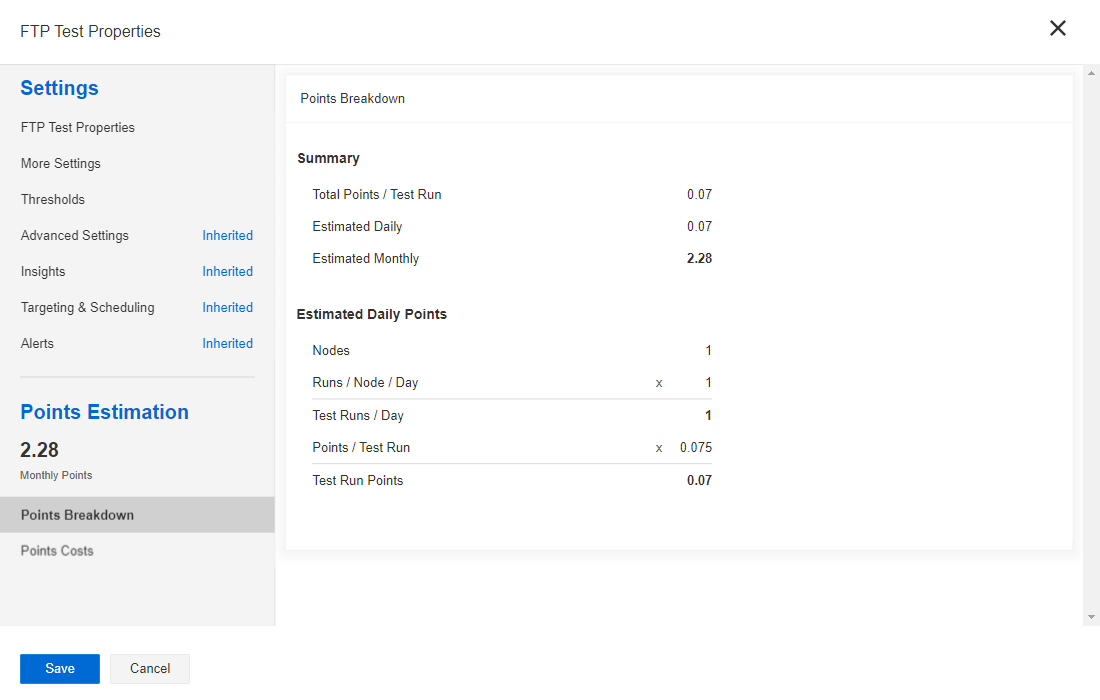 FTP Test Properties
Settings
FTP Test Properties
More Settings
Thresholds
Advanced Settings Inherited
Insights Inherited
Targeting & Scheduling Inherited
Alerts Inherited
Points Estimation
2.28
Monthly Points
Points Breakdown
Points Costs
Points Breakdown
Summary
Total Points / Test Run 0.07
Estimated Daily 0.07
Estimated Monthly 2.28
Estimated Daily Points
Nodes 1
Runs / Node / Day x 1
Test Runs / Day 1
Points / Test Run x 0.075
Test Run Points 0.07
Save Cancel